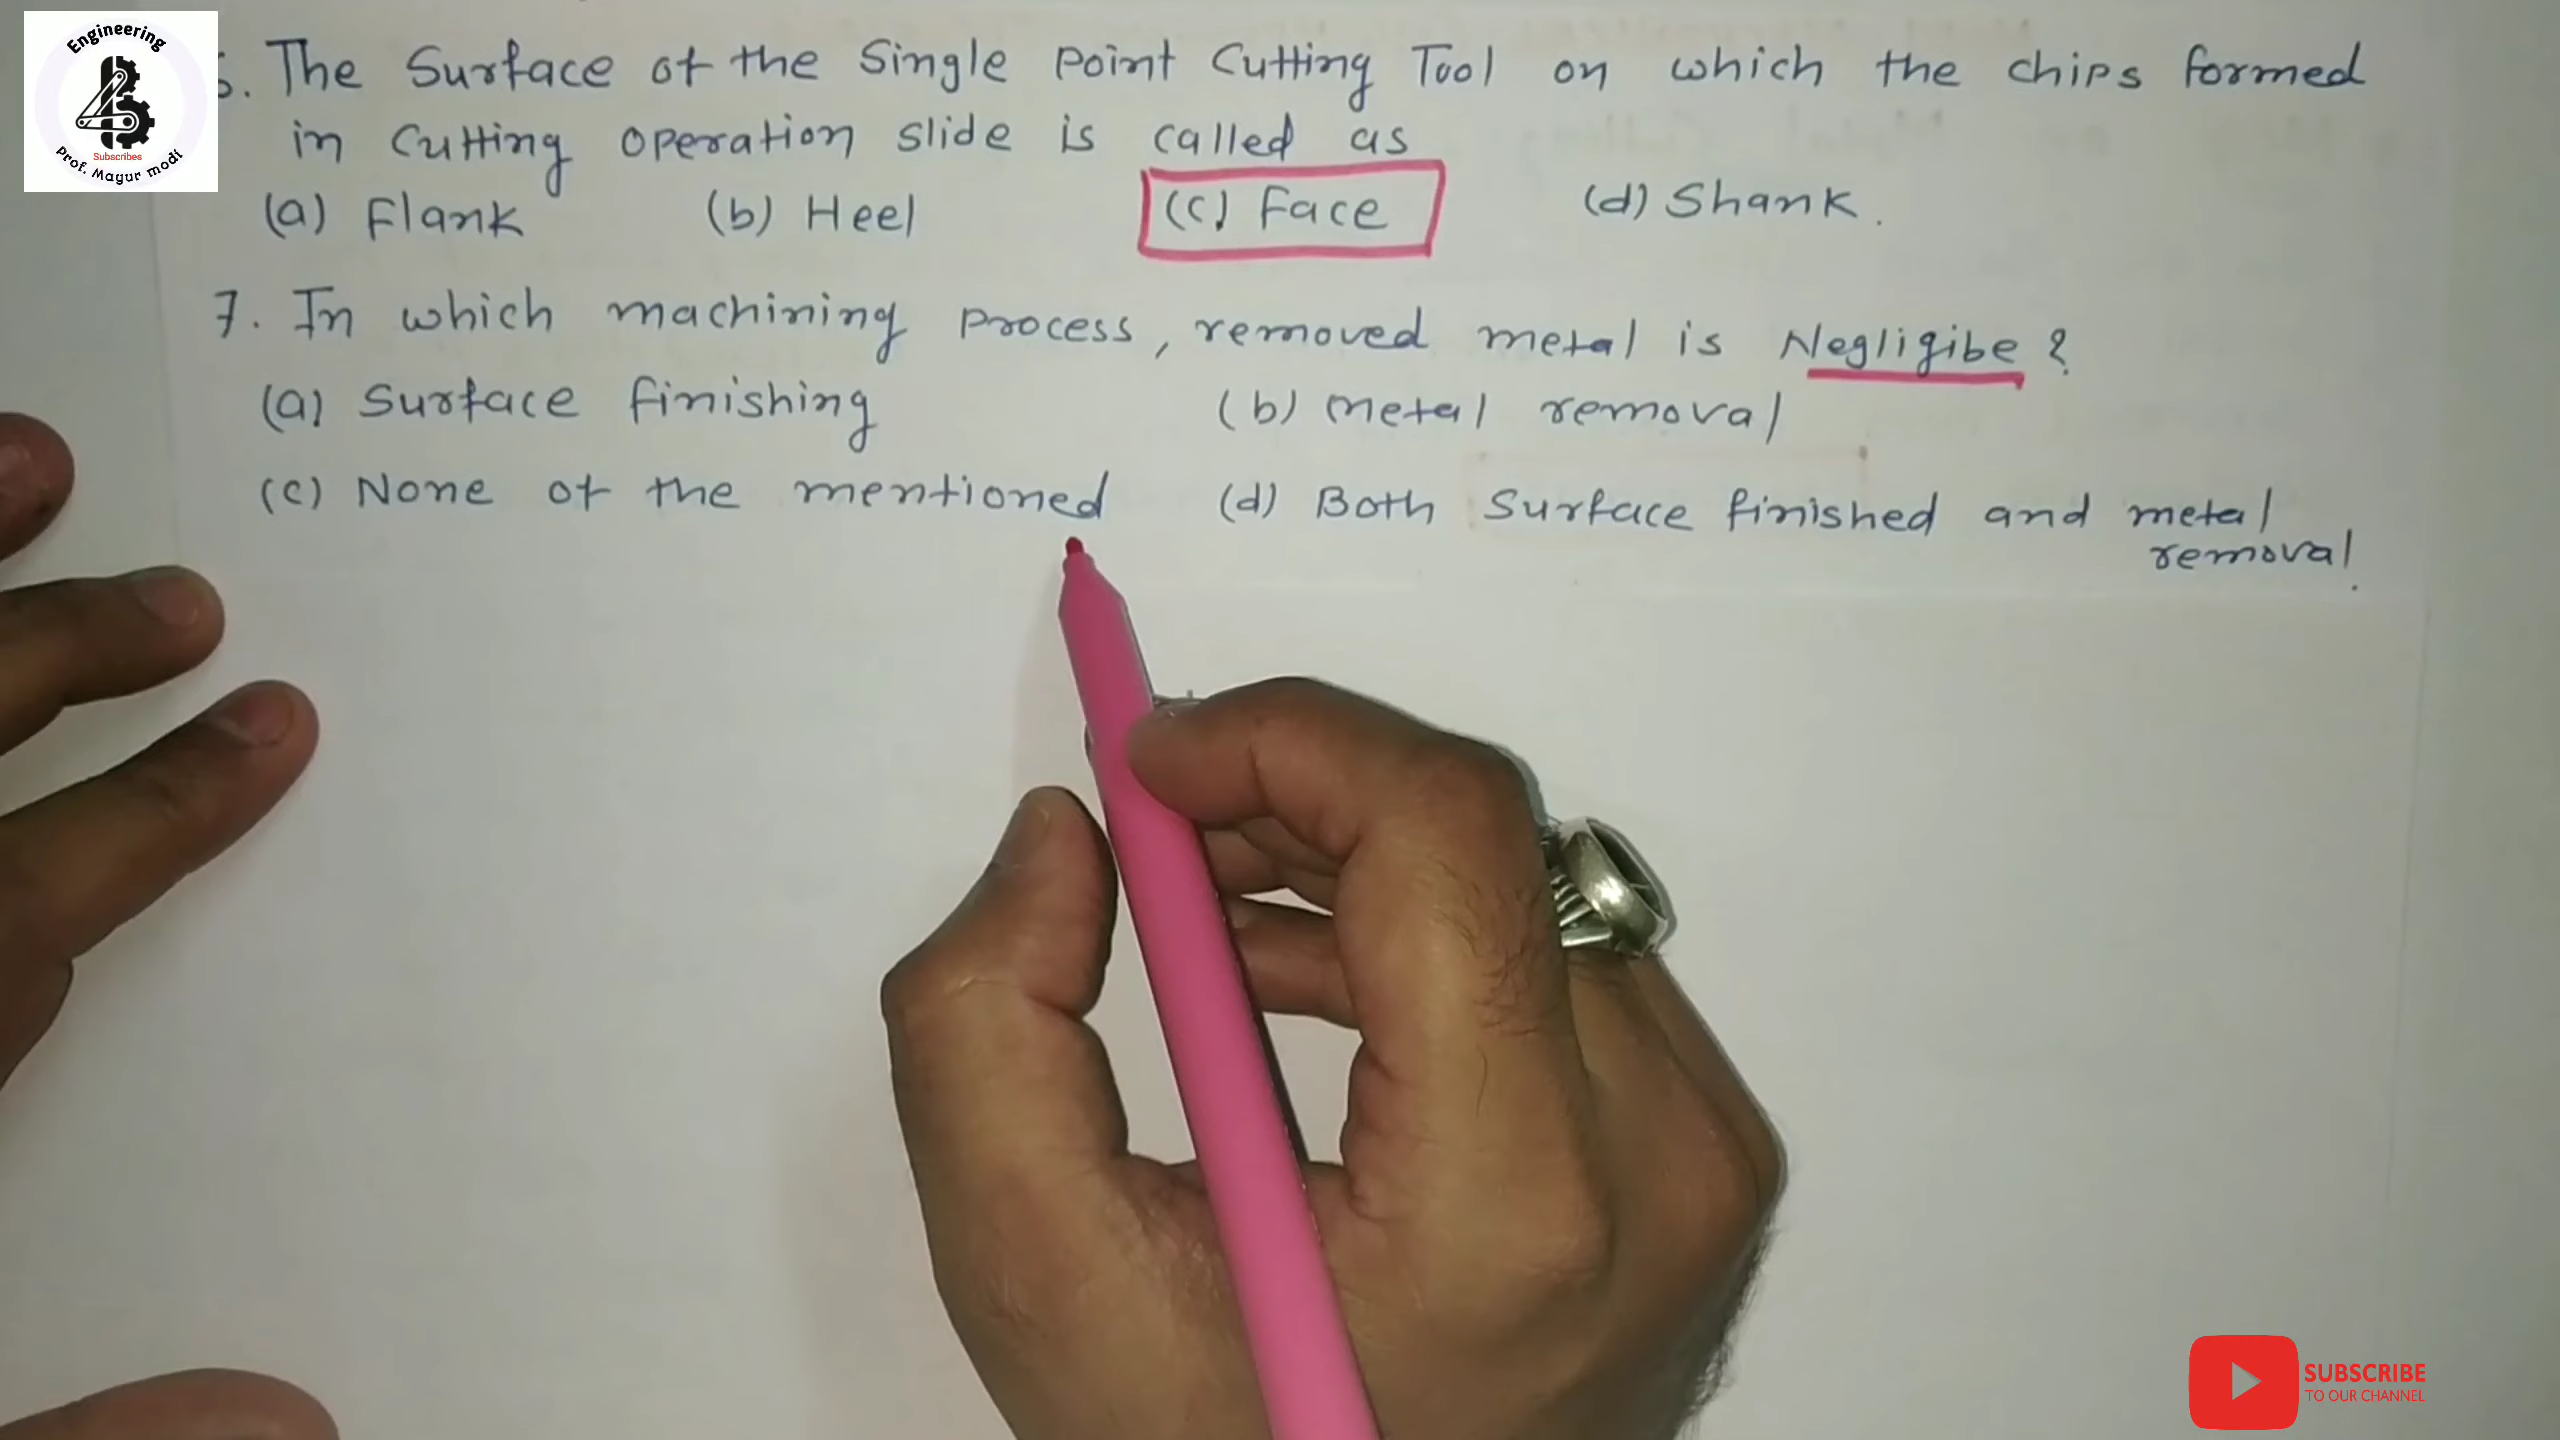 Engineering
Subscribes
Prof. Mayur modi
. The Surface of the Single Point Cutting Tool on which the chips formed
in Cutting operation slide is called as
(a) Flank (b) Heel (c) Face (d) Shank.
7. In which machining process, removed metal is Negligibe ?
(a) Surface finishing (b) metal removal
(c) None of the mentioned (d) Both Surface finished and metal
removal.
SUBSCRIBE
TO OUR CHANNEL